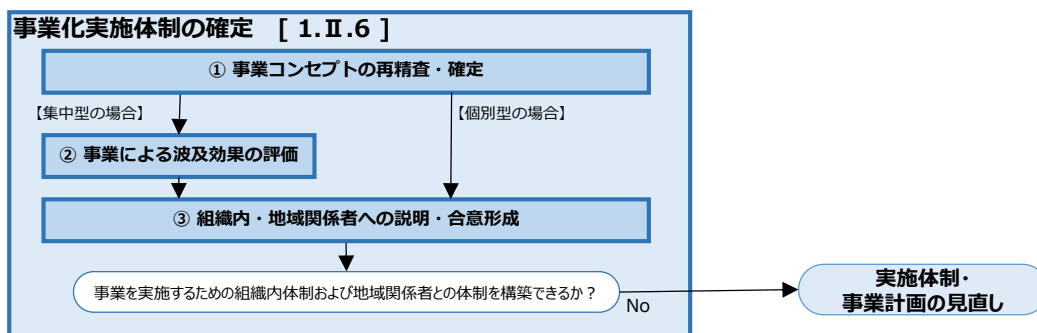 事業化実施体制の確定 [ 1.Ⅱ.6 ]
① 事業コンセプトの再精査・確定
【集中型の場合】
【個別型の場合】
② 事業による波及効果の評価
③ 組織内・地域関係者への説明・合意形成
事業を実施するための組織内体制および地域関係者との体制を構築できるか？
No
実施体制・
事業計画の見直し